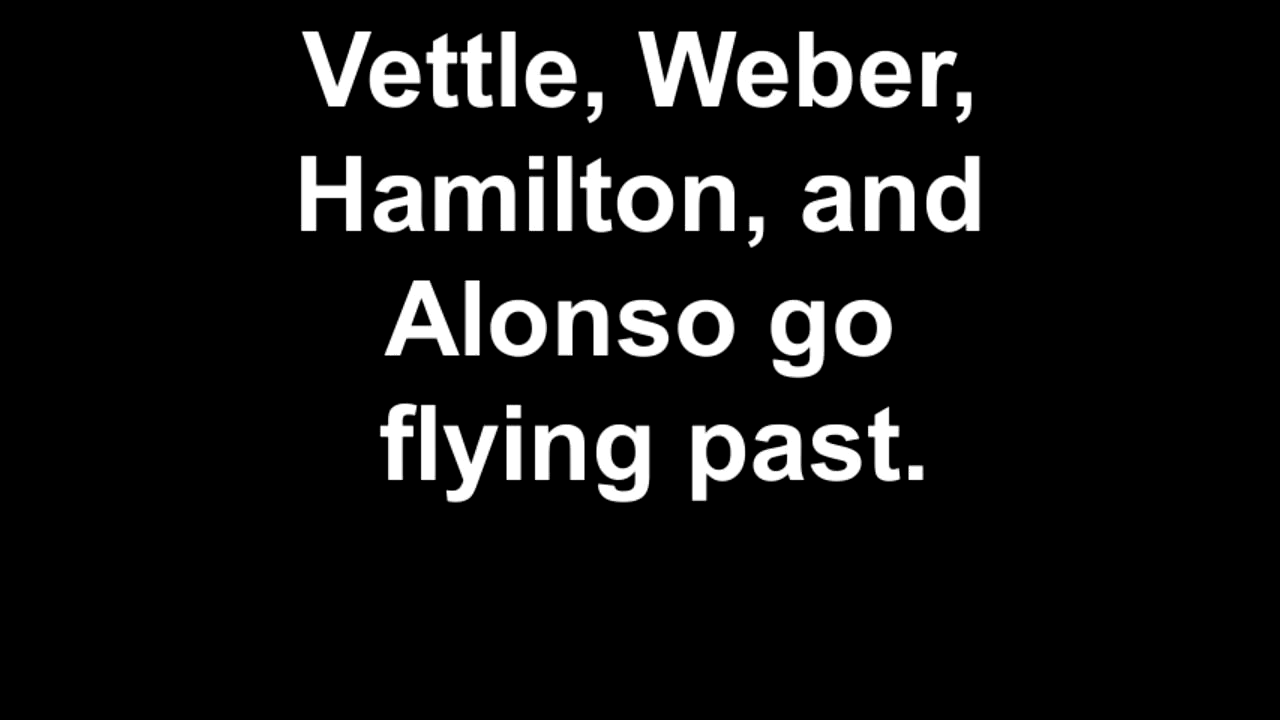 Vettle, Weber,
Hamilton, and
Alonso go
flying past.